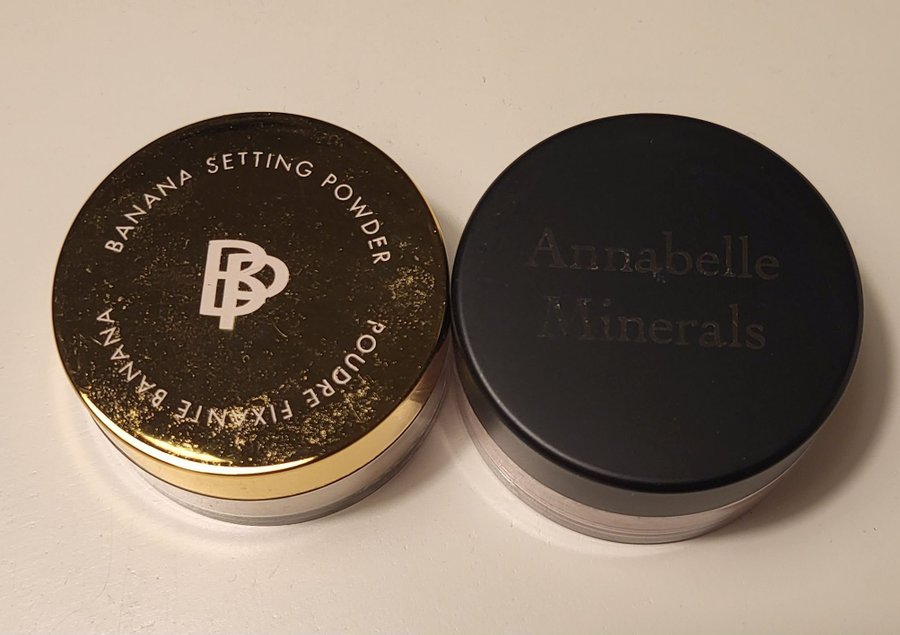 BANANA SETTING POWDER
BP
POUDRE FIXANTE BANANA
Annabelle
Minerals